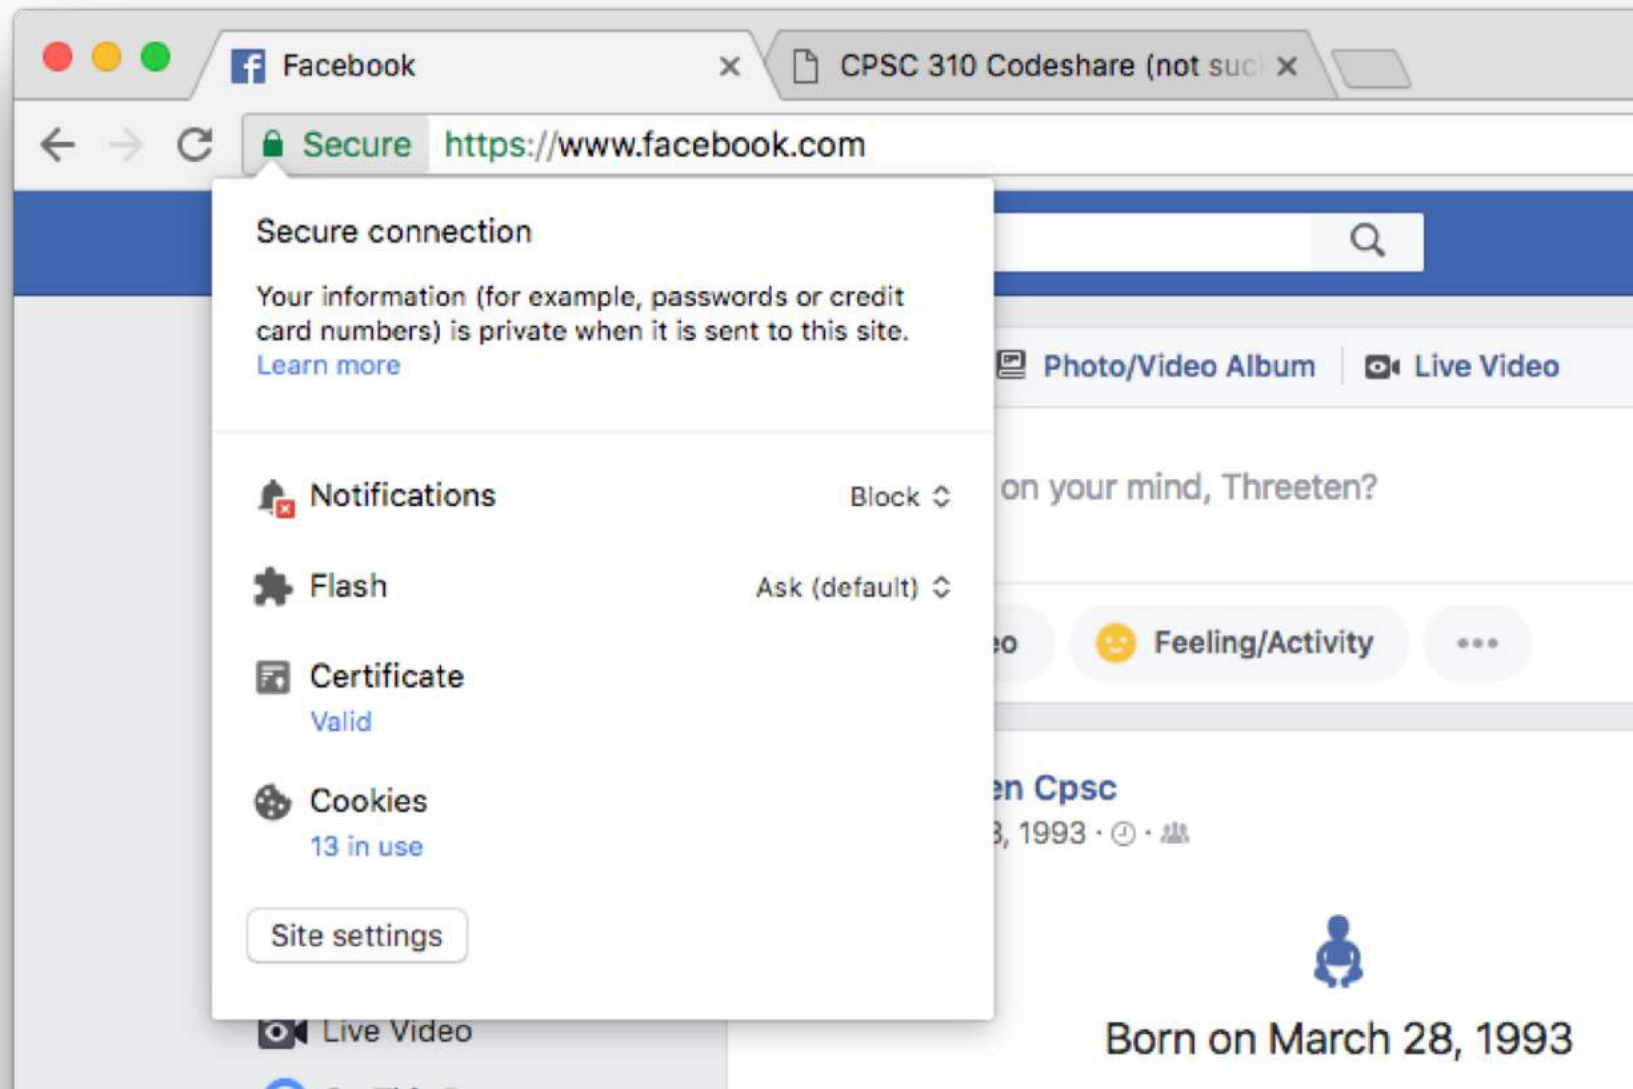 Facebook
CPSC 310 Codeshare (not suc
Secure https://www.facebook.com
Secure connection
Your information (for example, passwords or credit
card numbers) is private when it is sent to this site.
Learn more
Photo/Video Album
Live Video
Notifications
Block
on your mind, Threeten?
Flash
Ask (default)
eo
Feeling/Activity
Certificate
Valid
en Cpsc
, 1993
Cookies
13 in use
Site settings
Live Video
Born on March 28, 1993